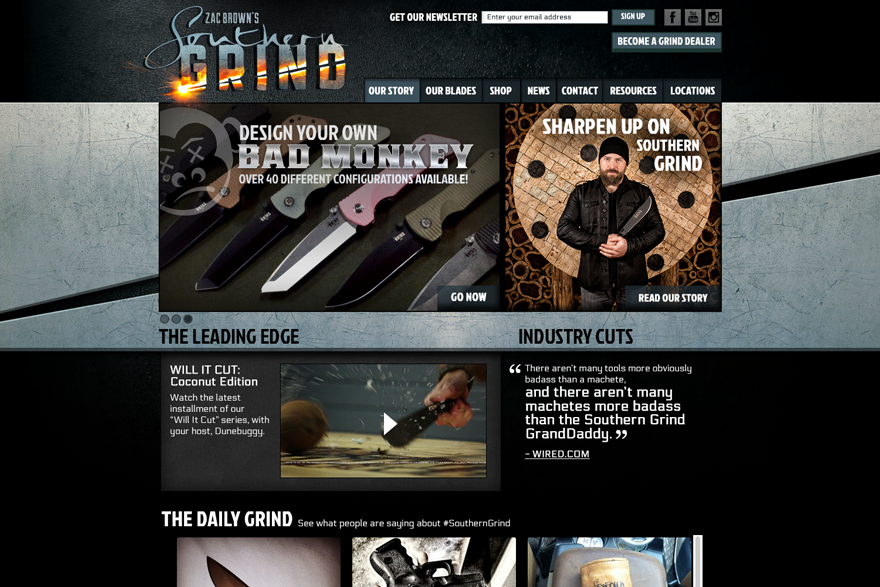 ZAC BROWN'S
Southern
GRIND
GET OUR NEWSLETTER
Enter your email address
SIGN UP
BECOME A GRIND DEALER
OUR STORY
OUR BLADES
SHOP
NEWS
CONTACT
RESOURCES
LOCATIONS
DESIGN YOUR OWN
BAD MONKEY
OVER 40 DIFFERENT CONFIGURATIONS AVAILABLE!
GO NOW
SHARPEN UP ON
SOUTHERN
GRIND
READ OUR STORY
THE LEADING EDGE
INDUSTRY CUTS
WILL IT CUT:
Coconut Edition
Watch the latest
installment of our
"Will It Cut" series, with
your host, Dunebuggy.
“ There aren't many tools more obviously
badass than a machete,
and there aren't many
machetes more badass
than the Southern Grind
GrandDaddy. ”
- WIRED.COM
THE DAILY GRIND See what people are saying about #SouthernGrind